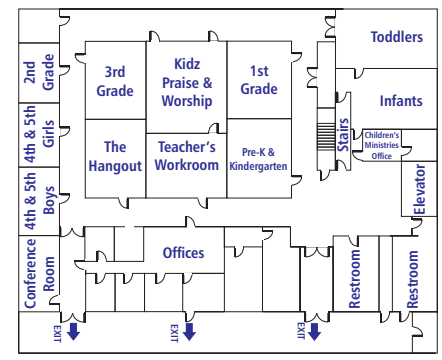 Toddlers
2nd
Grade
3rd
Grade
Kidz
Praise &
Worship
1st
Grade
Infants
4th & 5th
Girls
Stairs
Children's
Ministries
Office
The
Hangout
Teacher's
Workroom
Pre-K &
Kindergarten
4th & 5th
Boys
Elevator
Conference
Room
Offices
Restroom
Restroom
EXIT
EXIT
EXIT